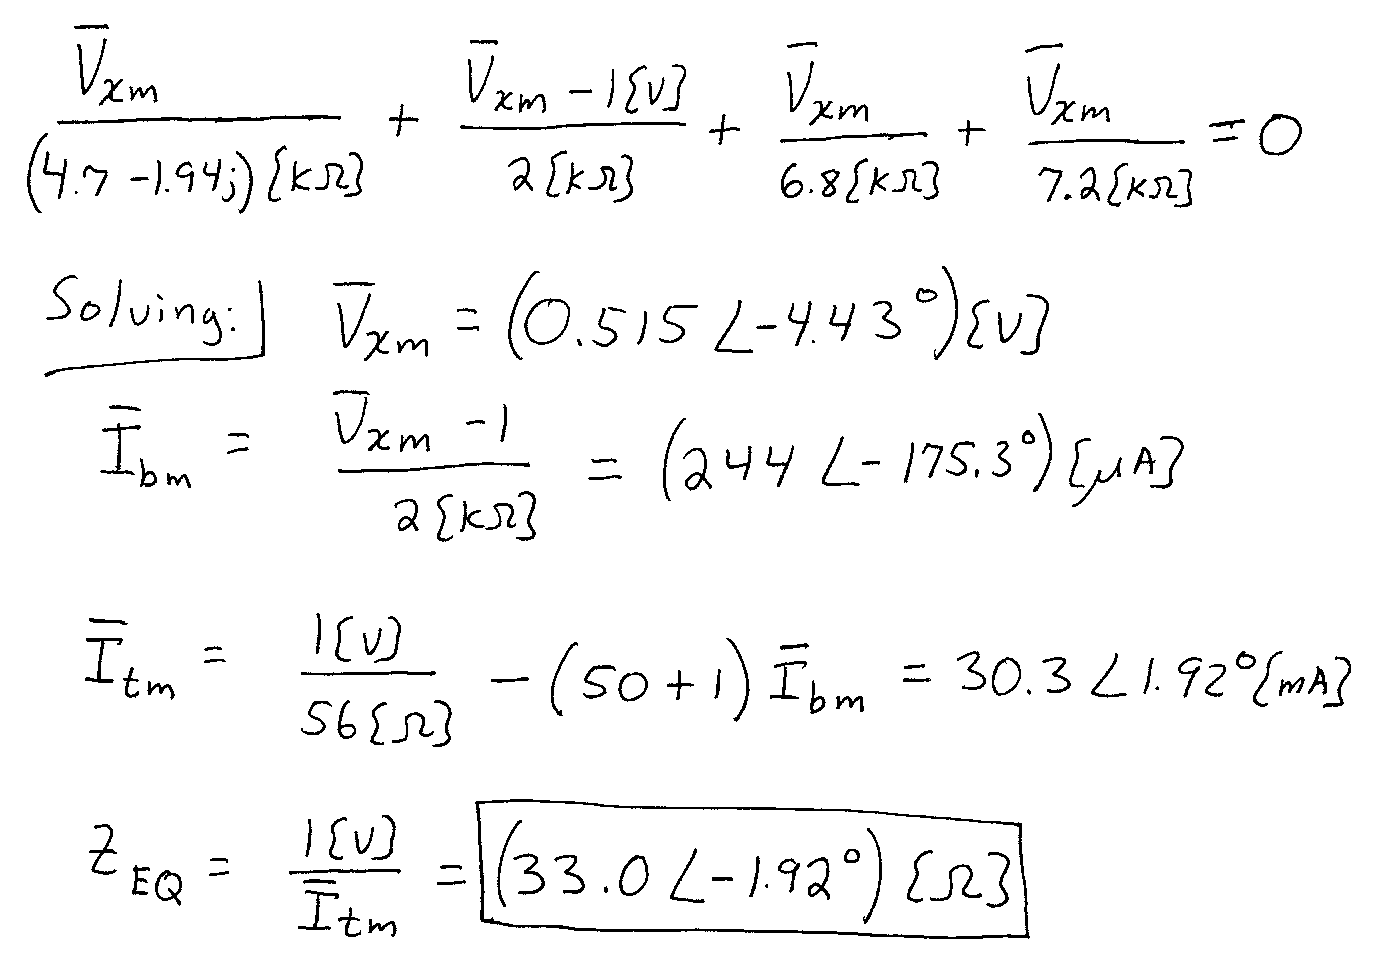 V̄xm / (4.7 - 1.94j){kΩ} + (V̄xm - 1{V}) / 2{kΩ} + V̄xm / 6.8{kΩ} + V̄xm / 7.2{kΩ} = 0
Solving: V̄xm = (0.515 ∠-4.43°){V}
Ībm = (V̄xm - 1) / 2{kΩ} = (244 ∠-175.3°){μA}
Ītm = 1{V} / 56{Ω} - (50+1) Ībm = 30.3 ∠1.92°{mA}
ZEQ = 1{V} / Ītm = (33.0 ∠-1.92°){Ω}